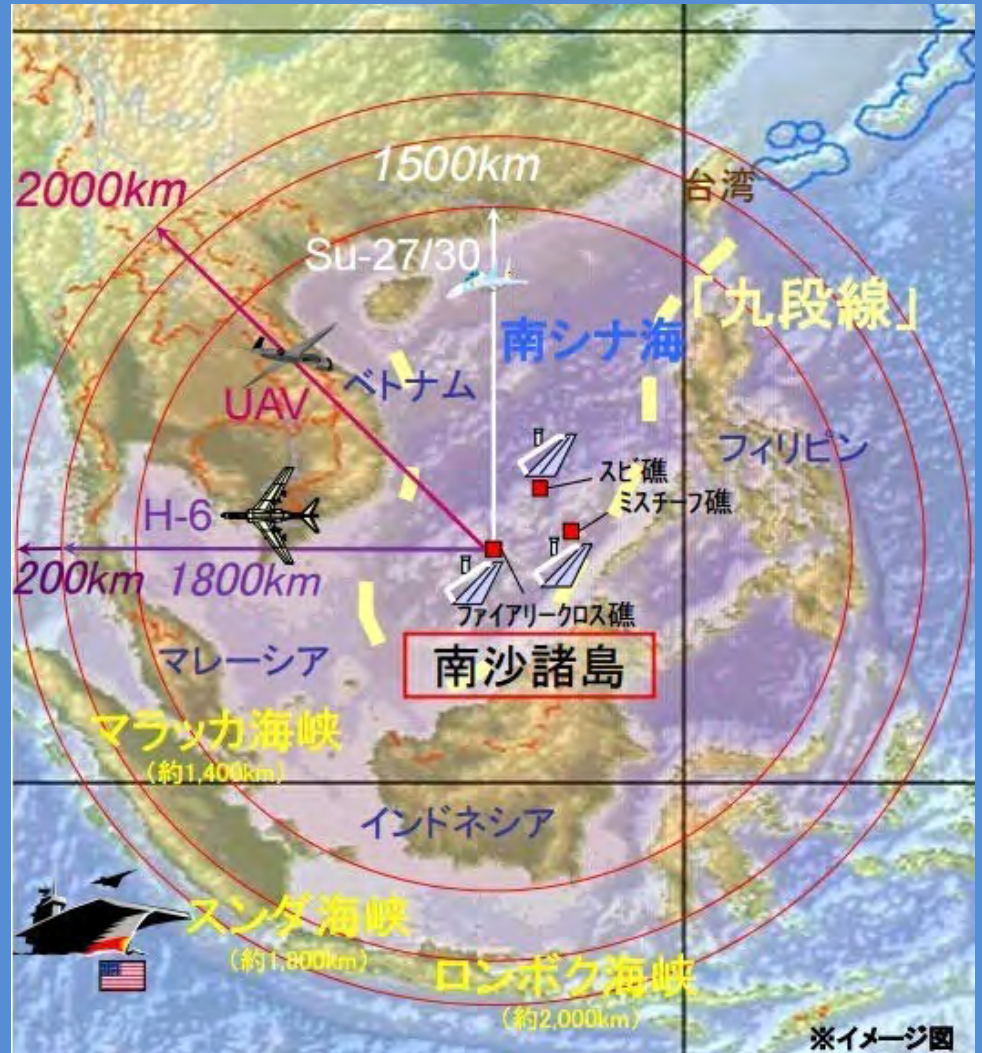 1500km
2000km
台湾
Su-27/30
「九段線」
南シナ海
ベトナム
UAV
フィリピン
スビ礁
ミスチーフ礁
H-6
200km
1800km
ファイアリークロス礁
南沙諸島
マレーシア
マラッカ海峡
(約1,400km)
インドネシア
スンダ海峡
(約1,800km)
ロンボク海峡
(約2,000km)
※イメージ図